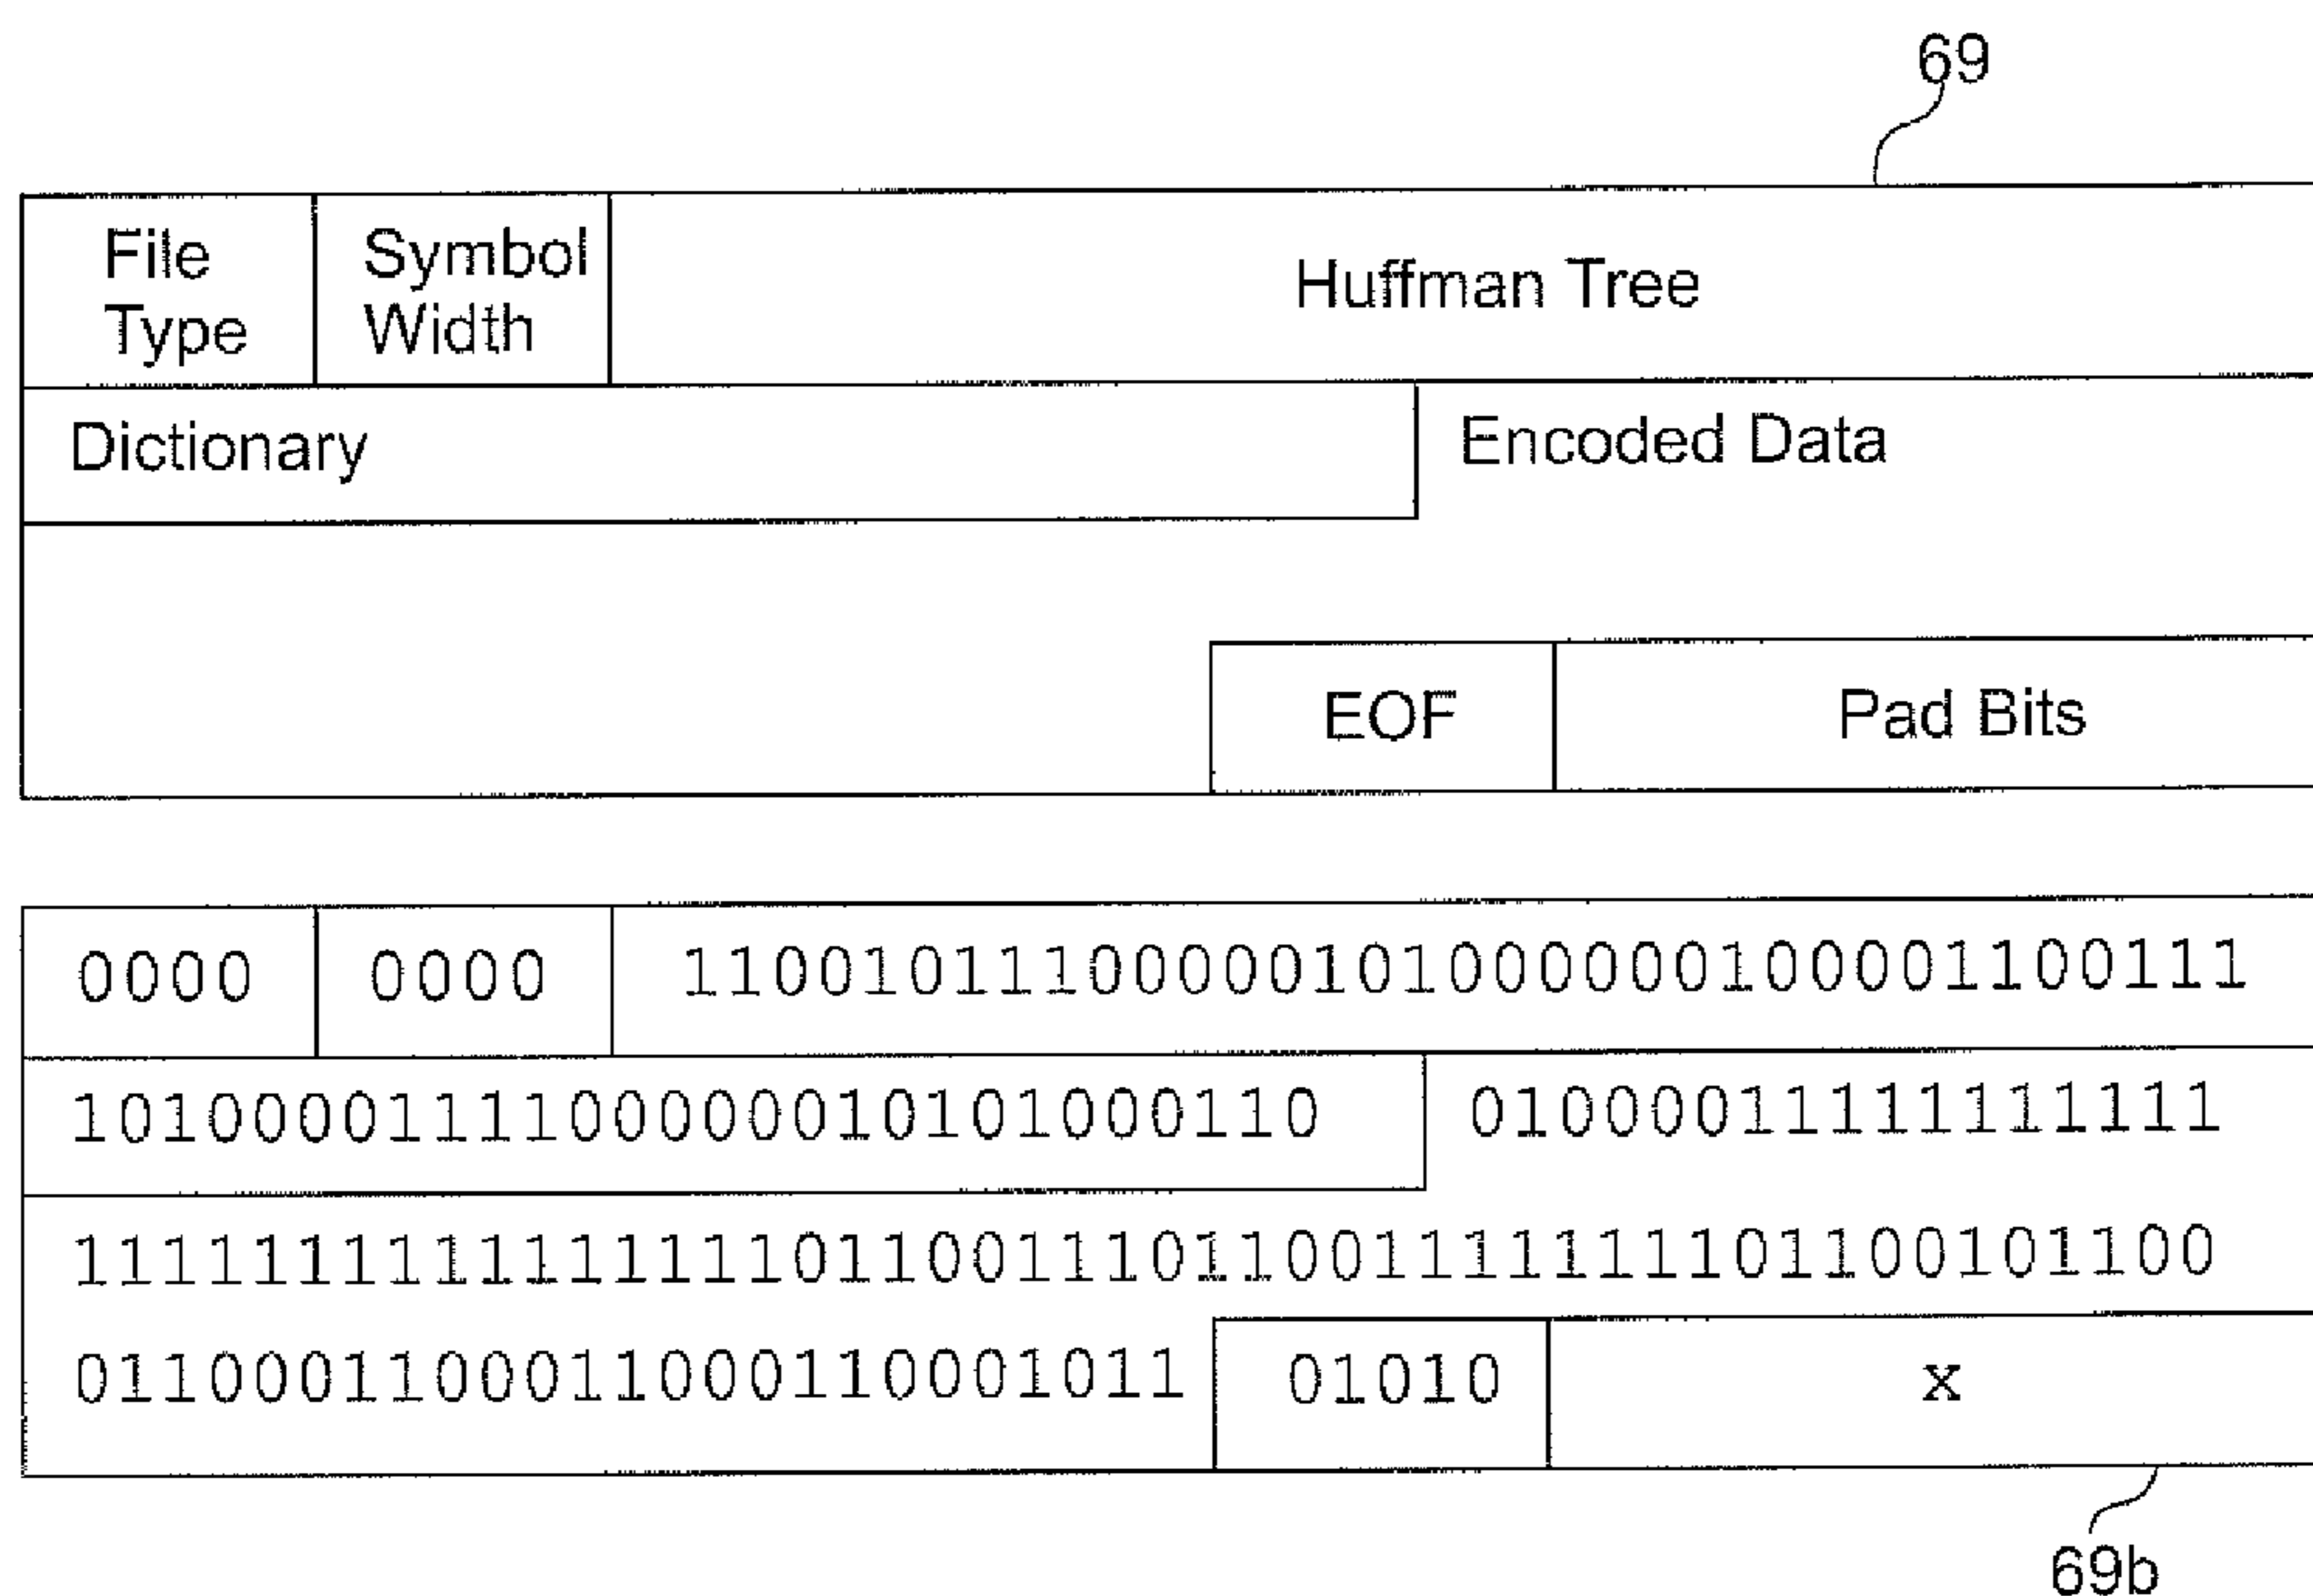 69
File Type
Symbol Width
Huffman Tree
Dictionary
Encoded Data
EOF
Pad Bits
0000
0000
11001011100000101000000100001100111
1010000111100000010101000110
01000011111111111
111111111111111101100111011001111111101100101100
0110001100011000110001011
01010
x
69b